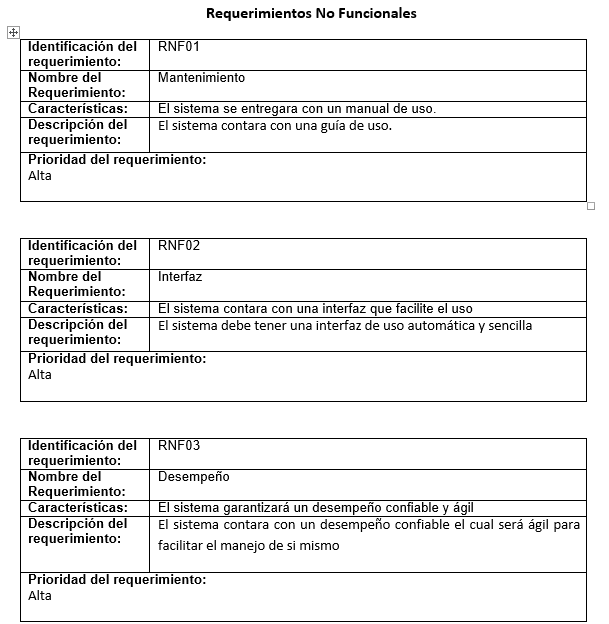 Requerimientos No Funcionales
Identificación del requerimiento: RNF01
Nombre del Requerimiento: Mantenimiento
Características: El sistema se entregara con un manual de uso.
Descripción del requerimiento: El sistema contara con una guía de uso.
Prioridad del requerimiento:
Alta
Identificación del requerimiento: RNF02
Nombre del Requerimiento: Interfaz
Características: El sistema contara con una interfaz que facilite el uso
Descripción del requerimiento: El sistema debe tener una interfaz de uso automática y sencilla
Prioridad del requerimiento:
Alta
Identificación del requerimiento: RNF03
Nombre del Requerimiento: Desempeño
Características: El sistema garantizará un desempeño confiable y ágil
Descripción del requerimiento: El sistema contara con un desempeño confiable el cual será ágil para
facilitar el manejo de si mismo
Prioridad del requerimiento:
Alta